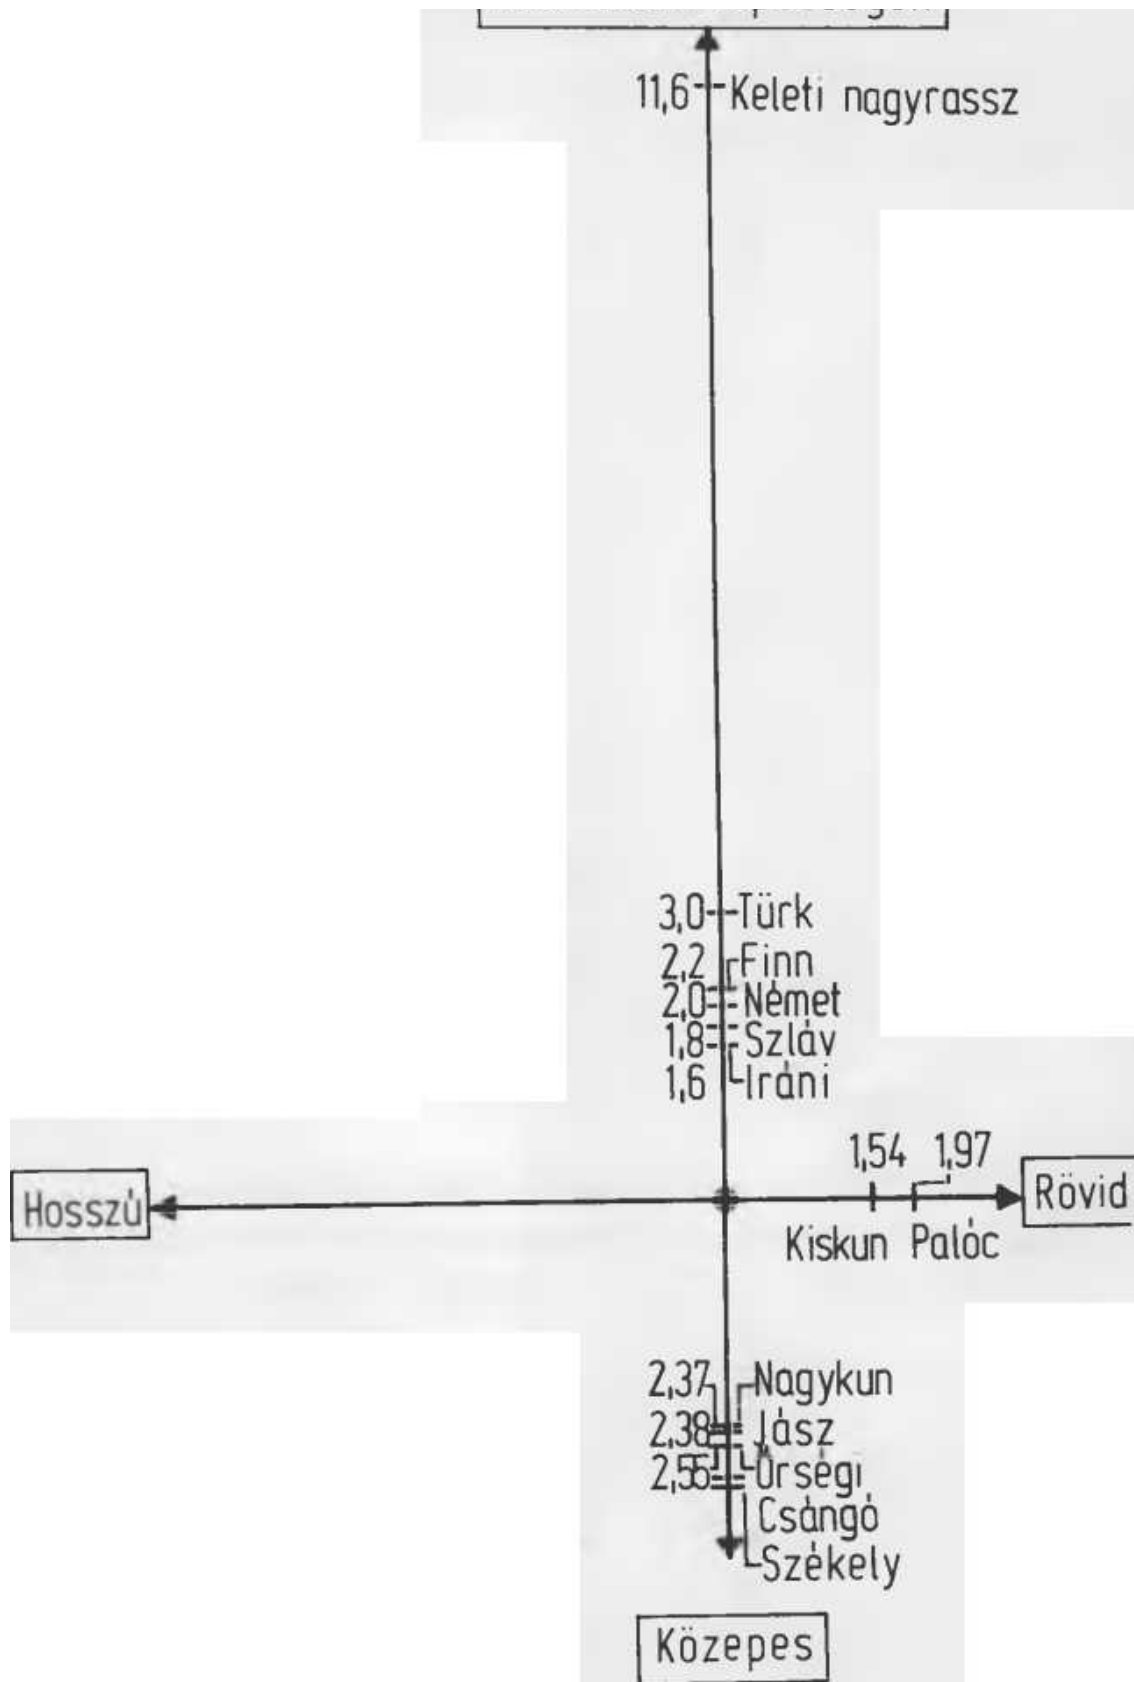 11,6 Keleti nagyrassz
3,0 Türk
2,2 Finn
2,0 Német
1,8 Szláv
1,6 Iráni
1,54 1,97
Hosszú
Rövid
Kiskun Palóc
2,37 Nagykun
2,38 Jász
2,55 Őrségi
Csángó
Székely
Közepes